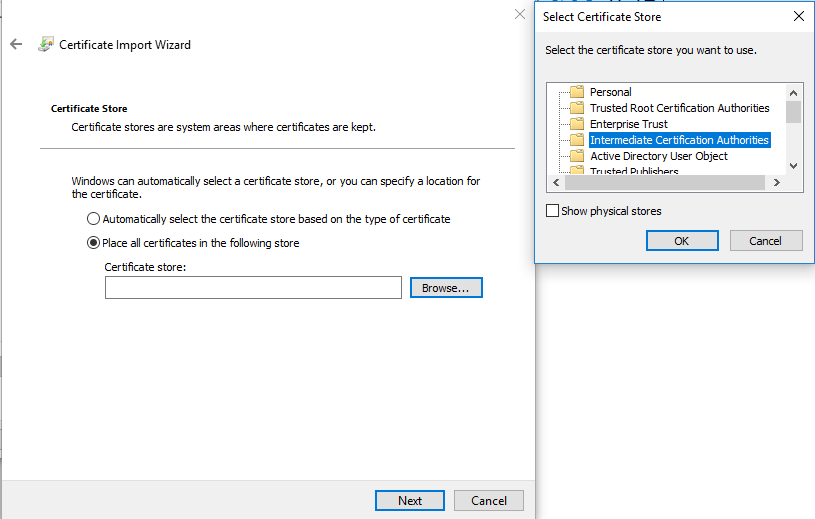 Certificate Import Wizard
Certificate Store
Certificate stores are system areas where certificates are kept.
Windows can automatically select a certificate store, or you can specify a location for
the certificate.
Automatically select the certificate store based on the type of certificate
Place all certificates in the following store
Certificate store:
Browse...
Next
Cancel
Select Certificate Store
Select the certificate store you want to use.
Personal
Trusted Root Certification Authorities
Enterprise Trust
Intermediate Certification Authorities
Active Directory User Object
Trusted Publishers
Show physical stores
OK
Cancel